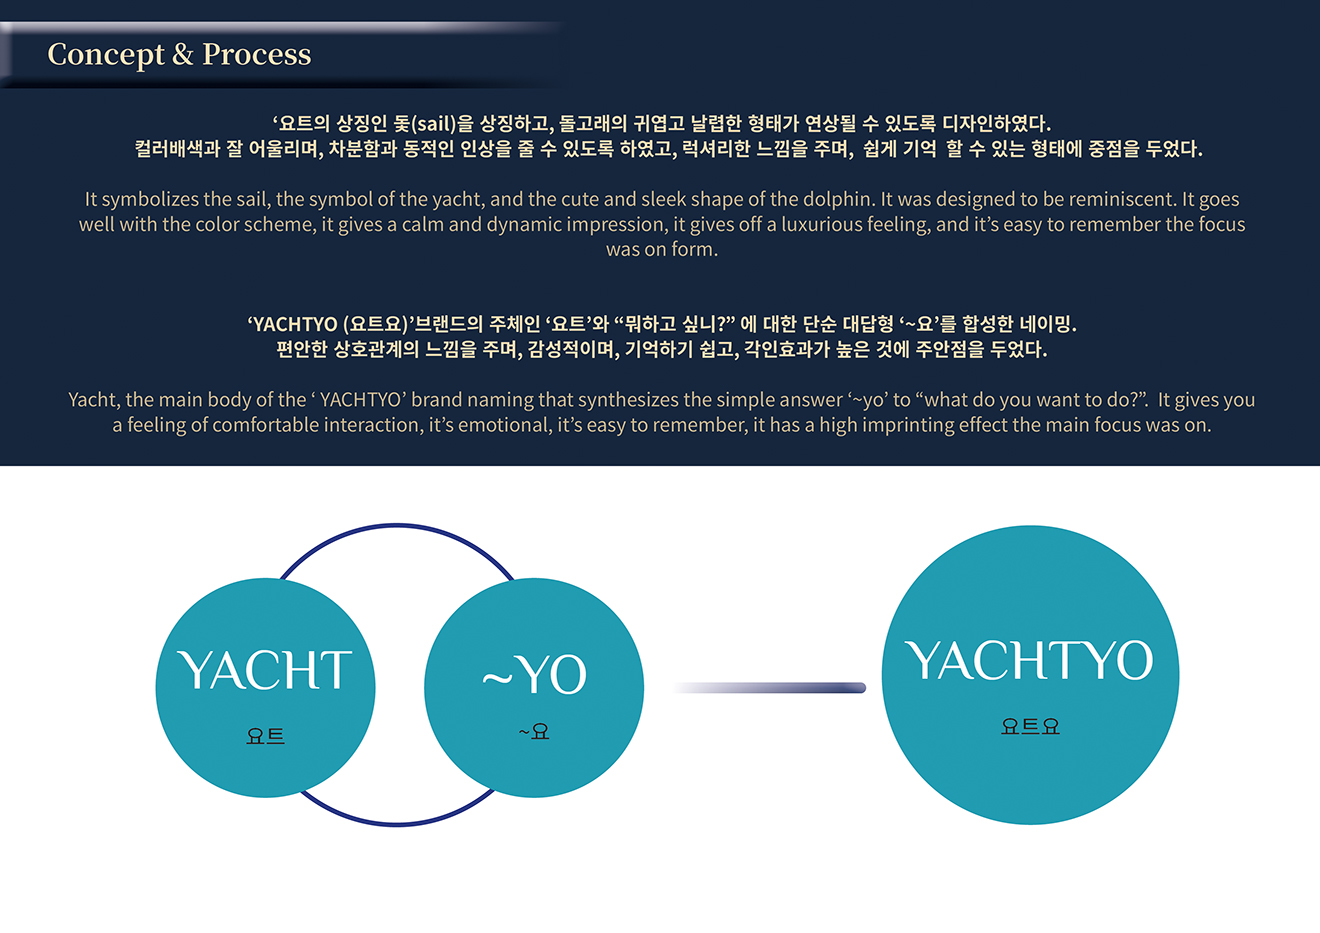 Concept & Process
‘요트의 상징인 돛(sail)을 상징하고, 돌고래의 귀엽고 날렵한 형태가 연상될 수 있도록 디자인하였다.
컬러배색과 잘 어울리며, 차분함과 동적인 인상을 줄 수 있도록 하였고, 럭셔리한 느낌을 주며, 쉽게 기억 할 수 있는 형태에 중점을 두었다.
It symbolizes the sail, the symbol of the yacht, and the cute and sleek shape of the dolphin. It was designed to be reminiscent. It goes
well with the color scheme, it gives a calm and dynamic impression, it gives off a luxurious feeling, and it’s easy to remember the focus
was on form.
‘YACHTYO (요트요)’브랜드의 주체인 ‘요트’와 “뭐하고 싶니?” 에 대한 단순 대답형 ‘~요’를 합성한 네이밍.
편안한 상호관계의 느낌을 주며, 감성적이며, 기억하기 쉽고, 각인효과가 높은 것에 주안점을 두었다.
Yacht, the main body of the ‘ YACHTYO’ brand naming that synthesizes the simple answer ‘~yo’ to “what do you want to do?”. It gives you
a feeling of comfortable interaction, it’s emotional, it’s easy to remember, it has a high imprinting effect the main focus was on.
YACHT
요트
~YO
~요
YACHTYO
요트요